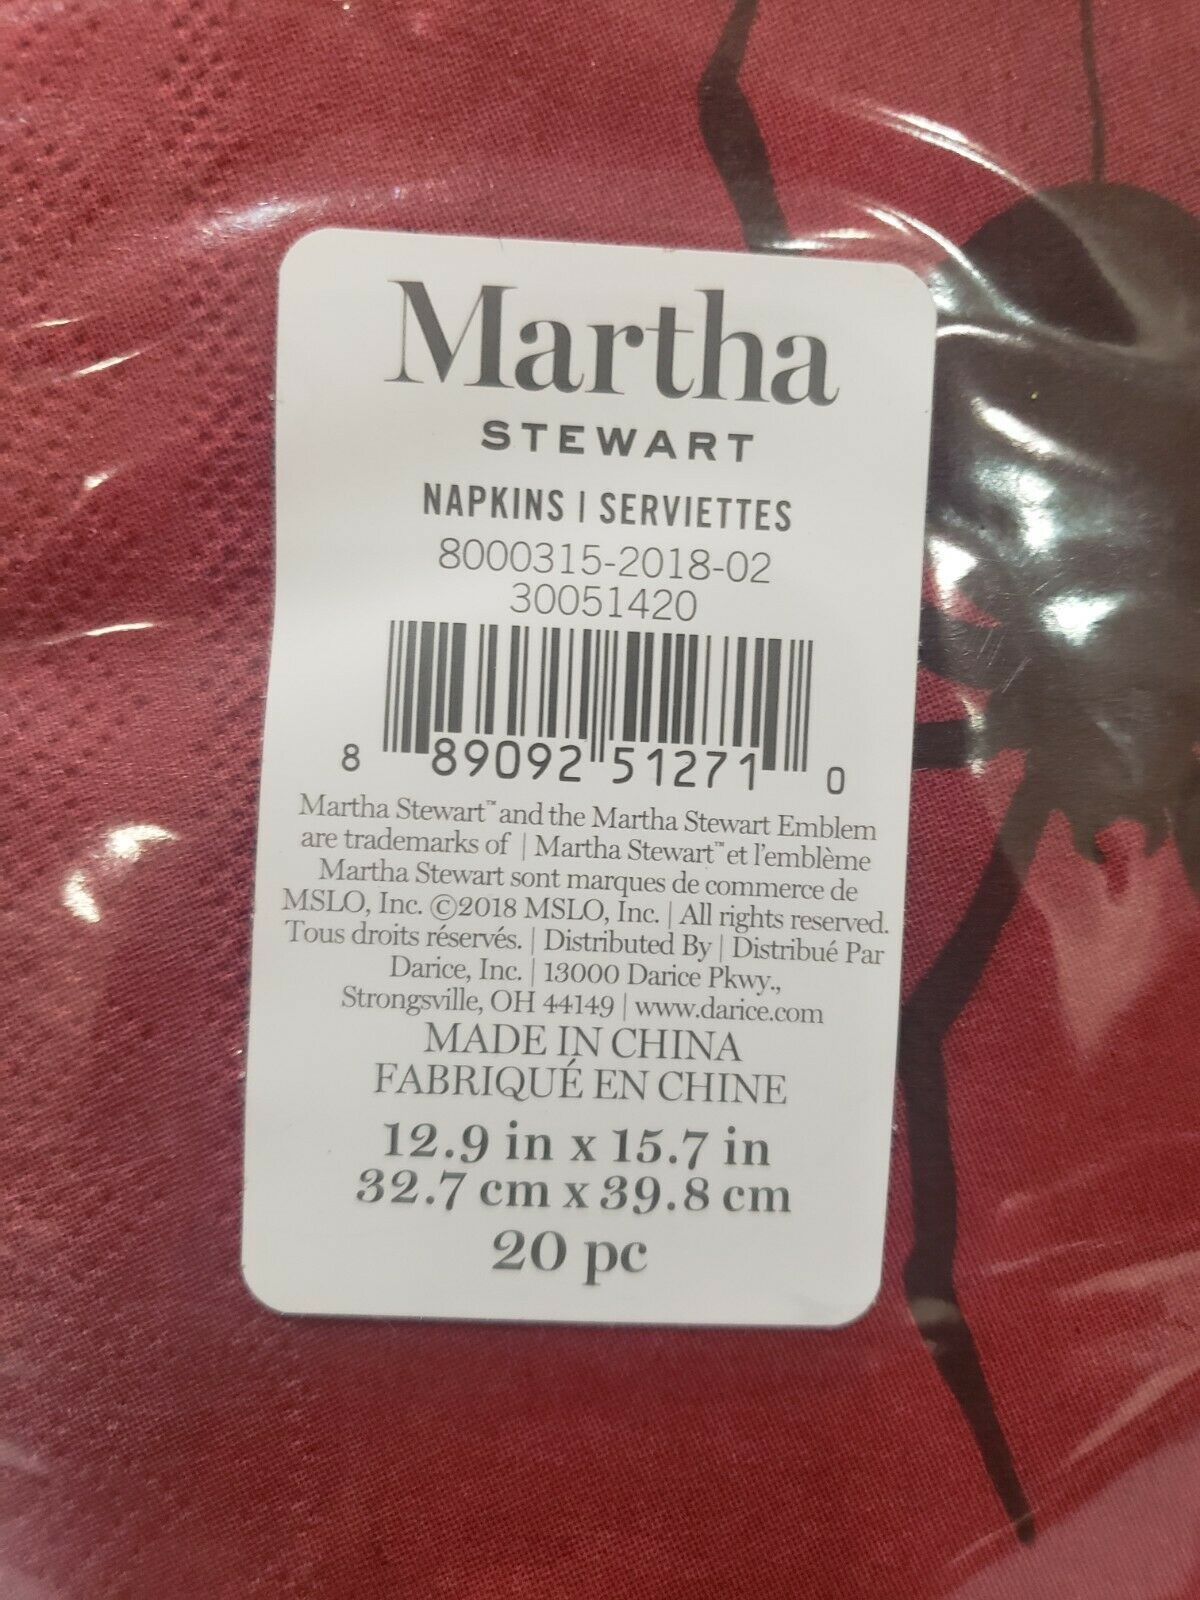 Martha
STEWART
NAPKINS | SERVIETTES
8000315-2018-02
30051420
8 89092 51271 0
Martha Stewart™ and the Martha Stewart Emblem
are trademarks of | Martha Stewart™ et l'emblème
Martha Stewart sont marques de commerce de
MSLO, Inc. ©2018 MSLO, Inc. | All rights reserved.
Tous droits réservés. | Distributed By | Distribué Par
Darice, Inc. | 13000 Darice Pkwy.,
Strongsville, OH 44149 | www.darice.com
MADE IN CHINA
FABRIQUÉ EN CHINE
12.9 in x 15.7 in
32.7 cm x 39.8 cm
20 pc